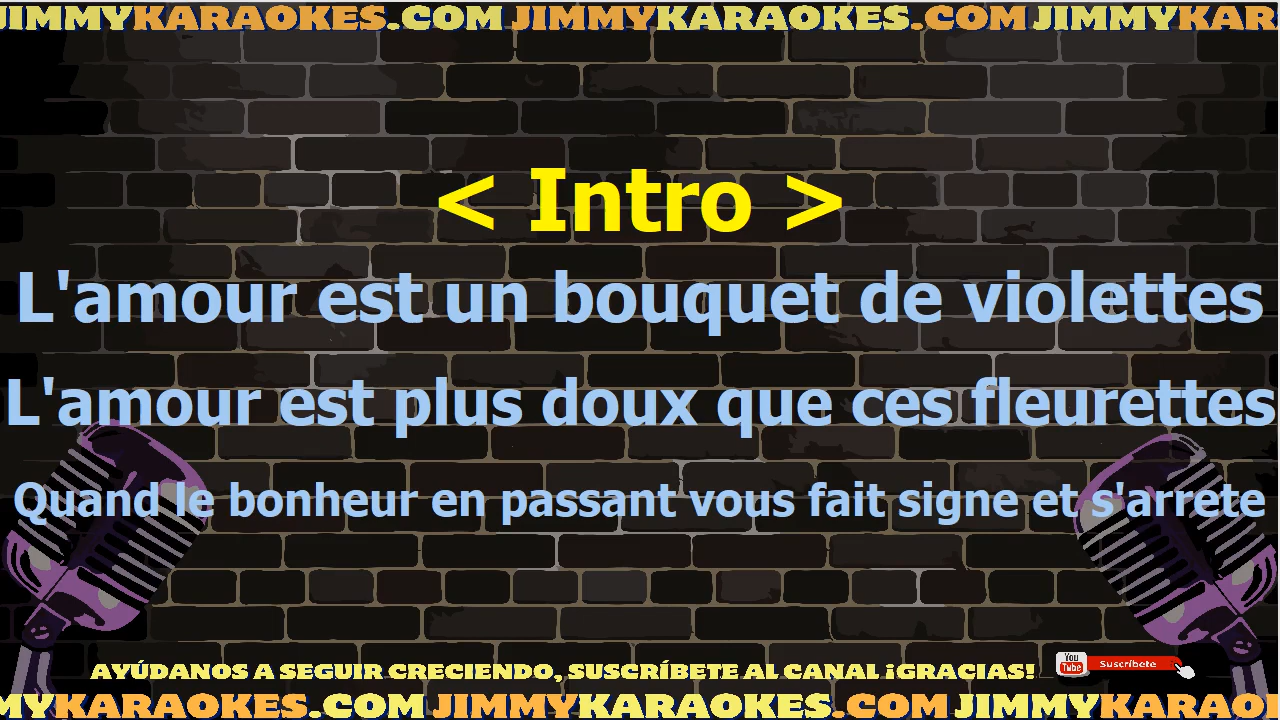 JIMMYKARAOKES.COM JIMMYKARAOKES.COM JIMMYKAR
< Intro >
L'amour est un bouquet de violettes
L'amour est plus doux que ces fleurettes
Quand le bonheur en passant vous fait signe et s'arrete
AYÚDANOS A SEGUIR CRECIENDO, SUSCRÍBETE AL CANAL ¡GRACIAS!
You Tube Suscríbete
MYKARAOKES.COM JIMMYKARAOKES.COM JIMMYKARAO